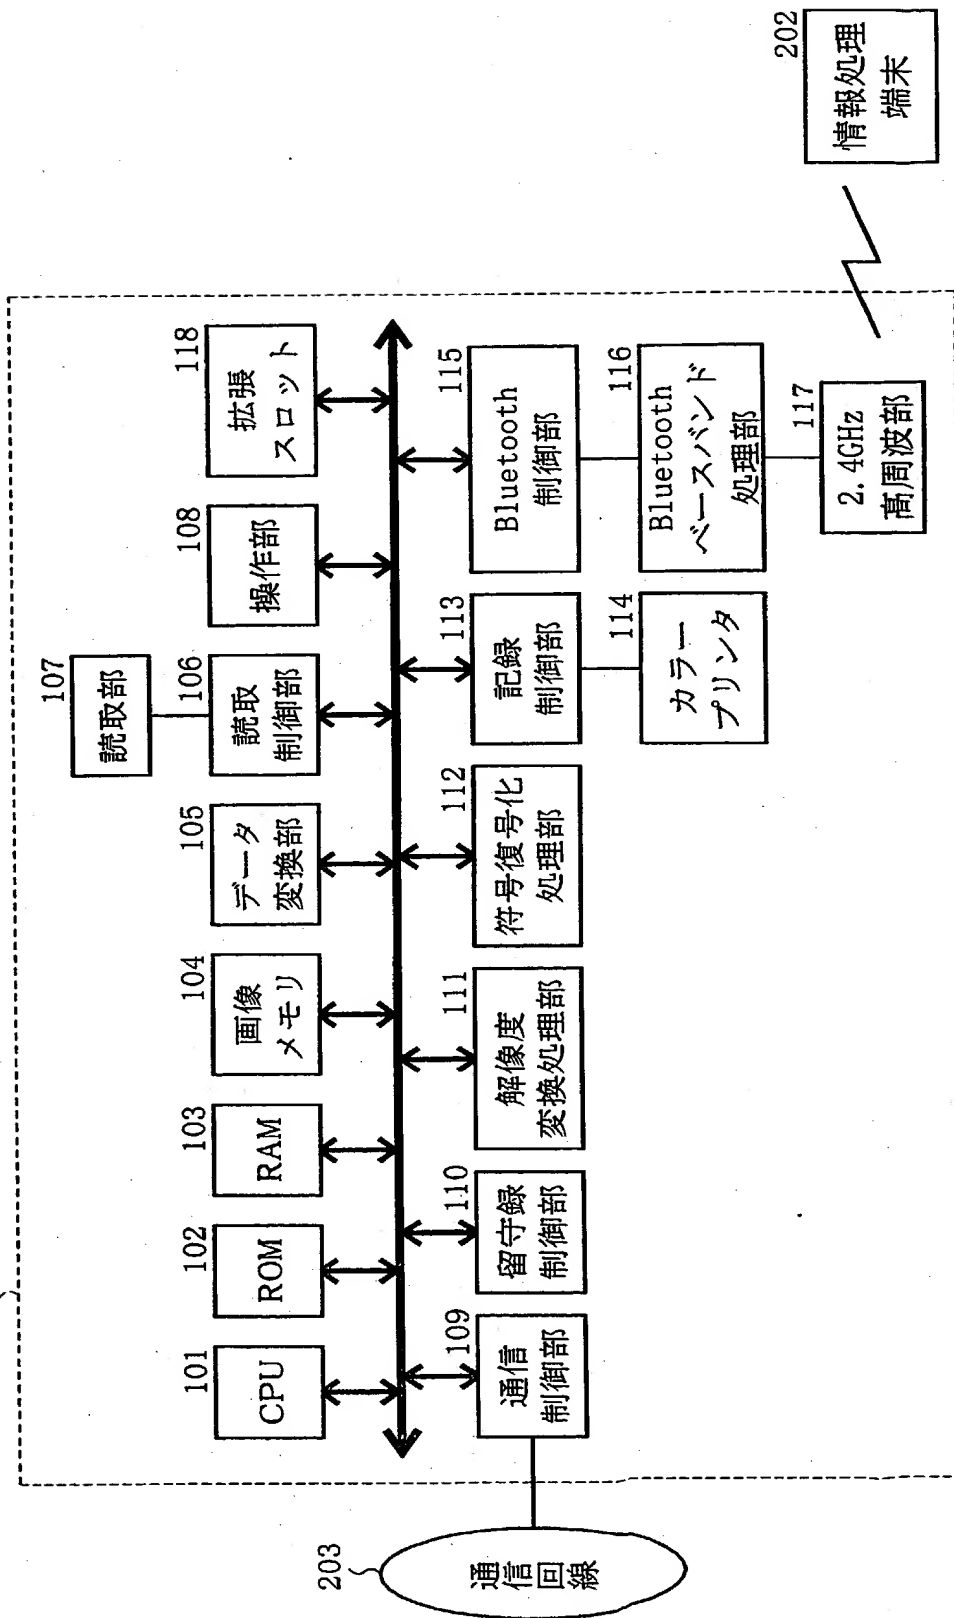 107
読取部
101
CPU
102
ROM
103
RAM
104
画像
メモリ
105
データ
変換部
106
読取
制御部
108
操作部
118
拡張
スロット
109
通信
制御部
110
留守録
制御部
111
解像度
変換処理部
112
符号復号化
処理部
113
記録
制御部
115
Bluetooth
制御部
114
カラー
プリンタ
116
Bluetooth
ベースバンド
処理部
117
2.4GHz
高周波部
203
通信
回線
202
情報処理
端末